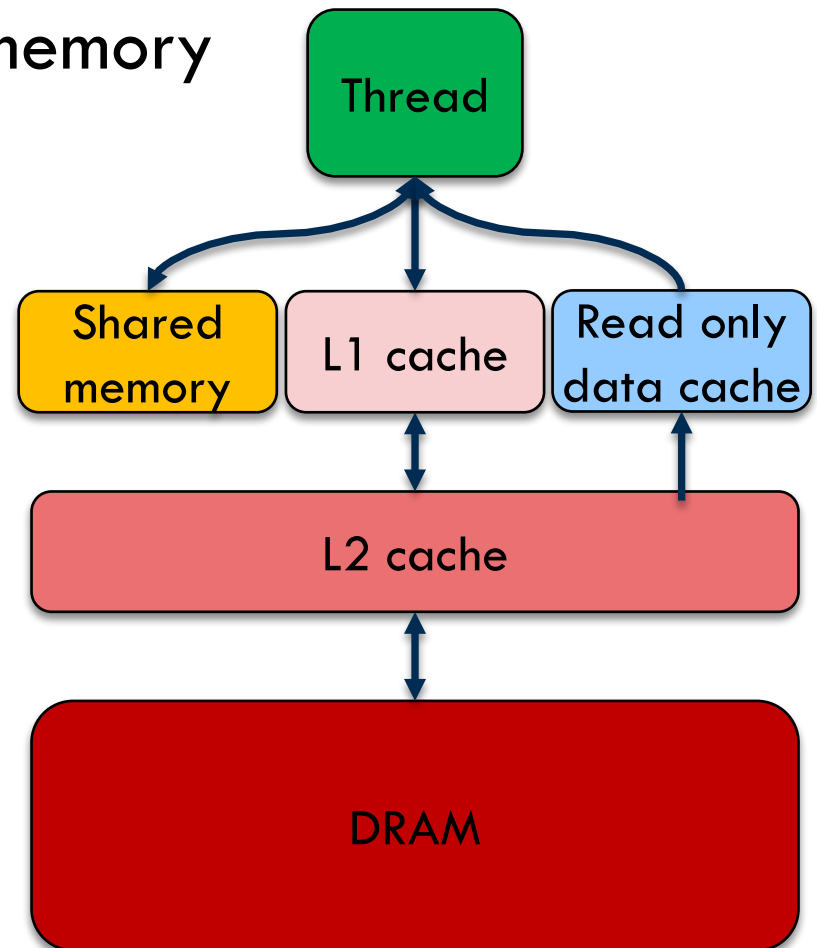 memory
Thread
Shared
memory
L1 cache
Read only
data cache
L2 cache
DRAM